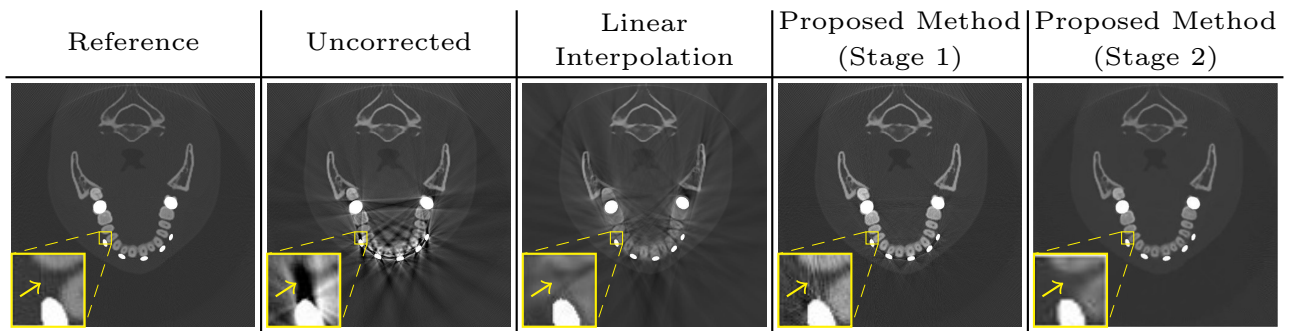 Reference
Uncorrected
Linear
Interpolation
Proposed Method
(Stage 1)
Proposed Method
(Stage 2)